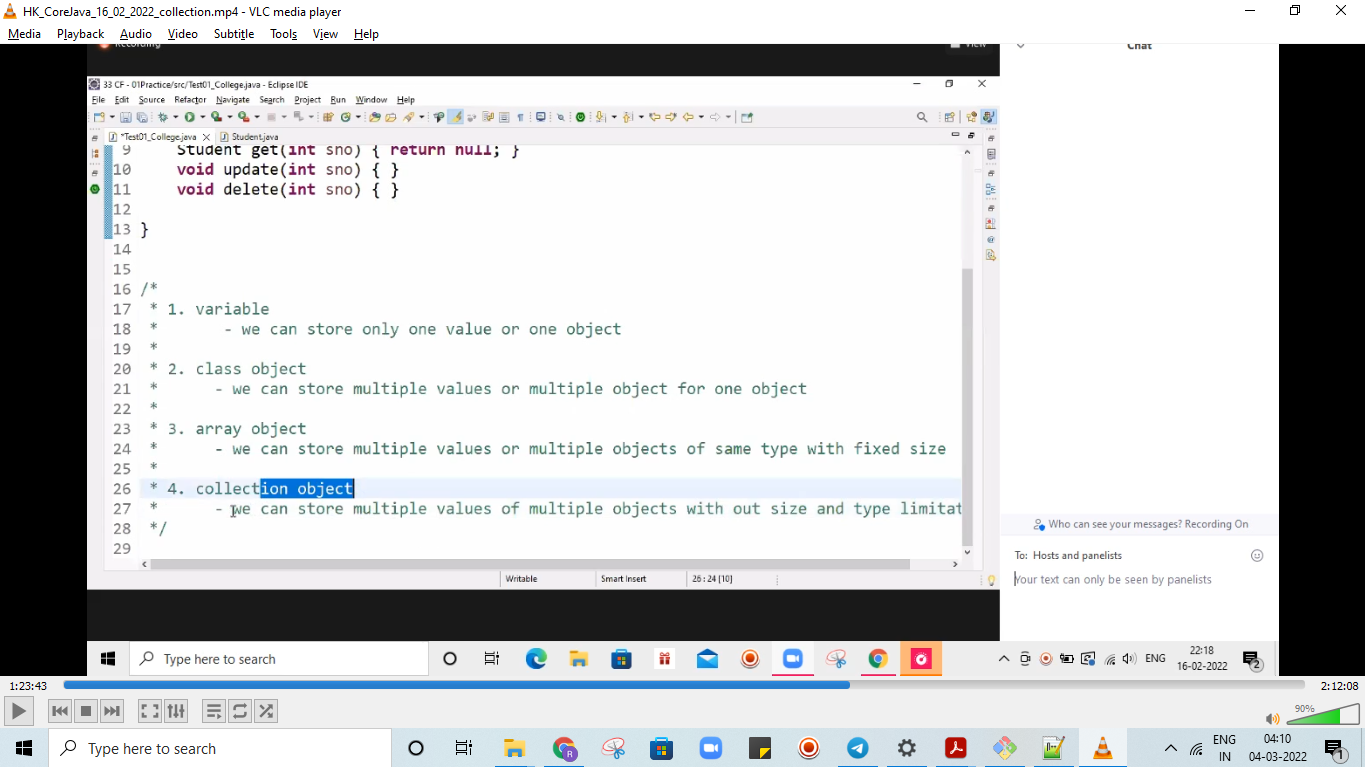 HK_CoreJava_16_02_2022_collection.mp4 - VLC media player
Media Playback Audio Video Subtitle Tools View Help
Recording
View
Chat
33 CF - 01Practice/src/Test01_College.java - Eclipse IDE
File Edit Source Refactor Navigate Search Project Run Window Help
*Test01_College.java Student.java
9 Student get(int sno) { return null; }
10 void update(int sno) { }
11 void delete(int sno) { }
12
13 }
14
15
16 /*
17 * 1. variable
18 * - we can store only one value or one object
19 *
20 * 2. class object
21 * - we can store multiple values or multiple object for one object
22 *
23 * 3. array object
24 * - we can store multiple values or multiple objects of same type with fixed size
25 *
26 * 4. collection object
27 * - we can store multiple values of multiple objects with out size and type limitat
28 */
29
Writable Smart Insert 26 : 24 [10]
Who can see your messages? Recording On
To: Hosts and panelists
Your text can only be seen by panelists
Type here to search
ENG
22:18
16-02-2022
2
1:23:43
2:12:08
90%
Type here to search
ENG
IN
04:10
04-03-2022
1